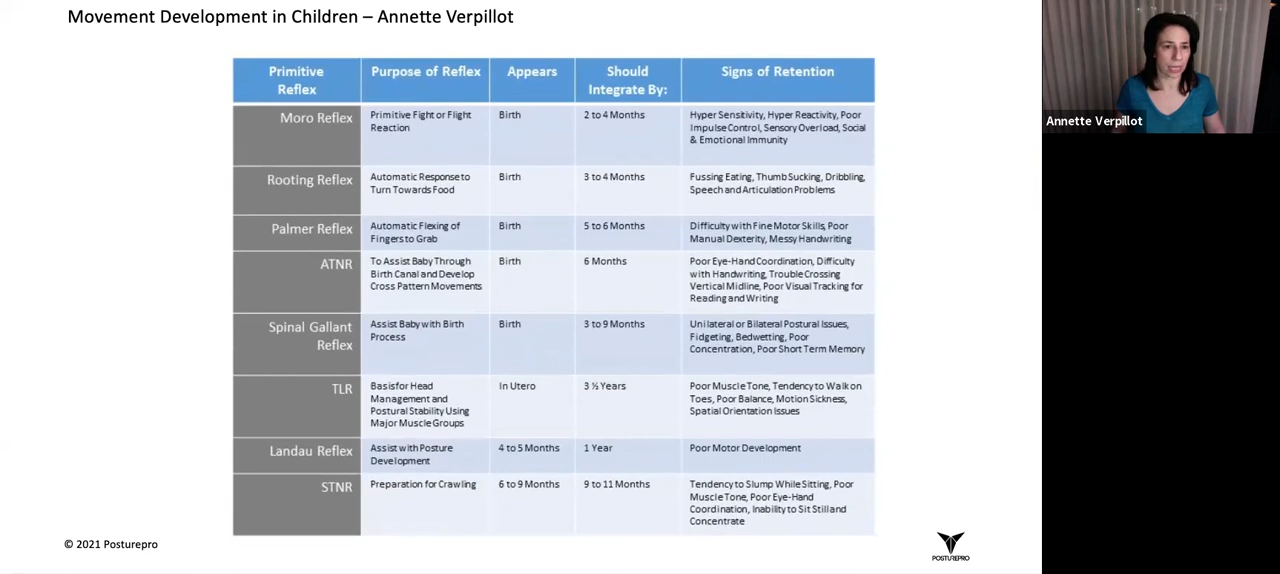 Movement Development in Children – Annette Verpillot
Primitive
Reflex
Purpose of Reflex
Appears
Should
Integrate By:
Signs of Retention
Moro Reflex
Primitive Fight or Flight
Reaction
Birth
2 to 4 Months
Hyper Sensitivity, Hyper Reactivity, Poor
Impulse Control, Sensory Overload, Social
& Emotional Immunity
Rooting Reflex
Automatic Response to
Turn Towards Food
Birth
3 to 4 Months
Fussing Eating, Thumb Sucking, Dribbling,
Speech and Articulation Problems
Palmer Reflex
Automatic Flexing of
Fingers to Grab
Birth
5 to 6 Months
Difficulty with Fine Motor Skills, Poor
Manual Dexterity, Messy Handwriting
ATNR
To Assist Baby Through
Birth Canal and Develop
Cross Pattern Movements
Birth
6 Months
Poor Eye-Hand Coordination, Difficulty
with Handwriting, Trouble Crossing
Vertical Midline, Poor Visual Tracking for
Reading and Writing
Spinal Gallant
Reflex
Assist Baby with Birth
Process
Birth
3 to 9 Months
Unilateral or Bilateral Postural Issues,
Fidgeting, Bedwetting, Poor
Concentration, Poor Short Term Memory
TLR
Basisfor Head
Management and
Postural Stability Using
Major Muscle Groups
In Utero
3 ½ Years
Poor Muscle Tone, Tendency to Walk on
Toes, Poor Balance, Motion Sickness,
Spatial Orientation Issues
Landau Reflex
Assist with Posture
Development
4 to 5 Months
1 Year
Poor Motor Development
STNR
Preparation for Crawling
6 to 9 Months
9 to 11 Months
Tendency to Slump While Sitting, Poor
Muscle Tone, Poor Eye-Hand
Coordination, Inability to Sit Still and
Concentrate
© 2021 Posturepro
POSTUREPRO
Annette Verpillot